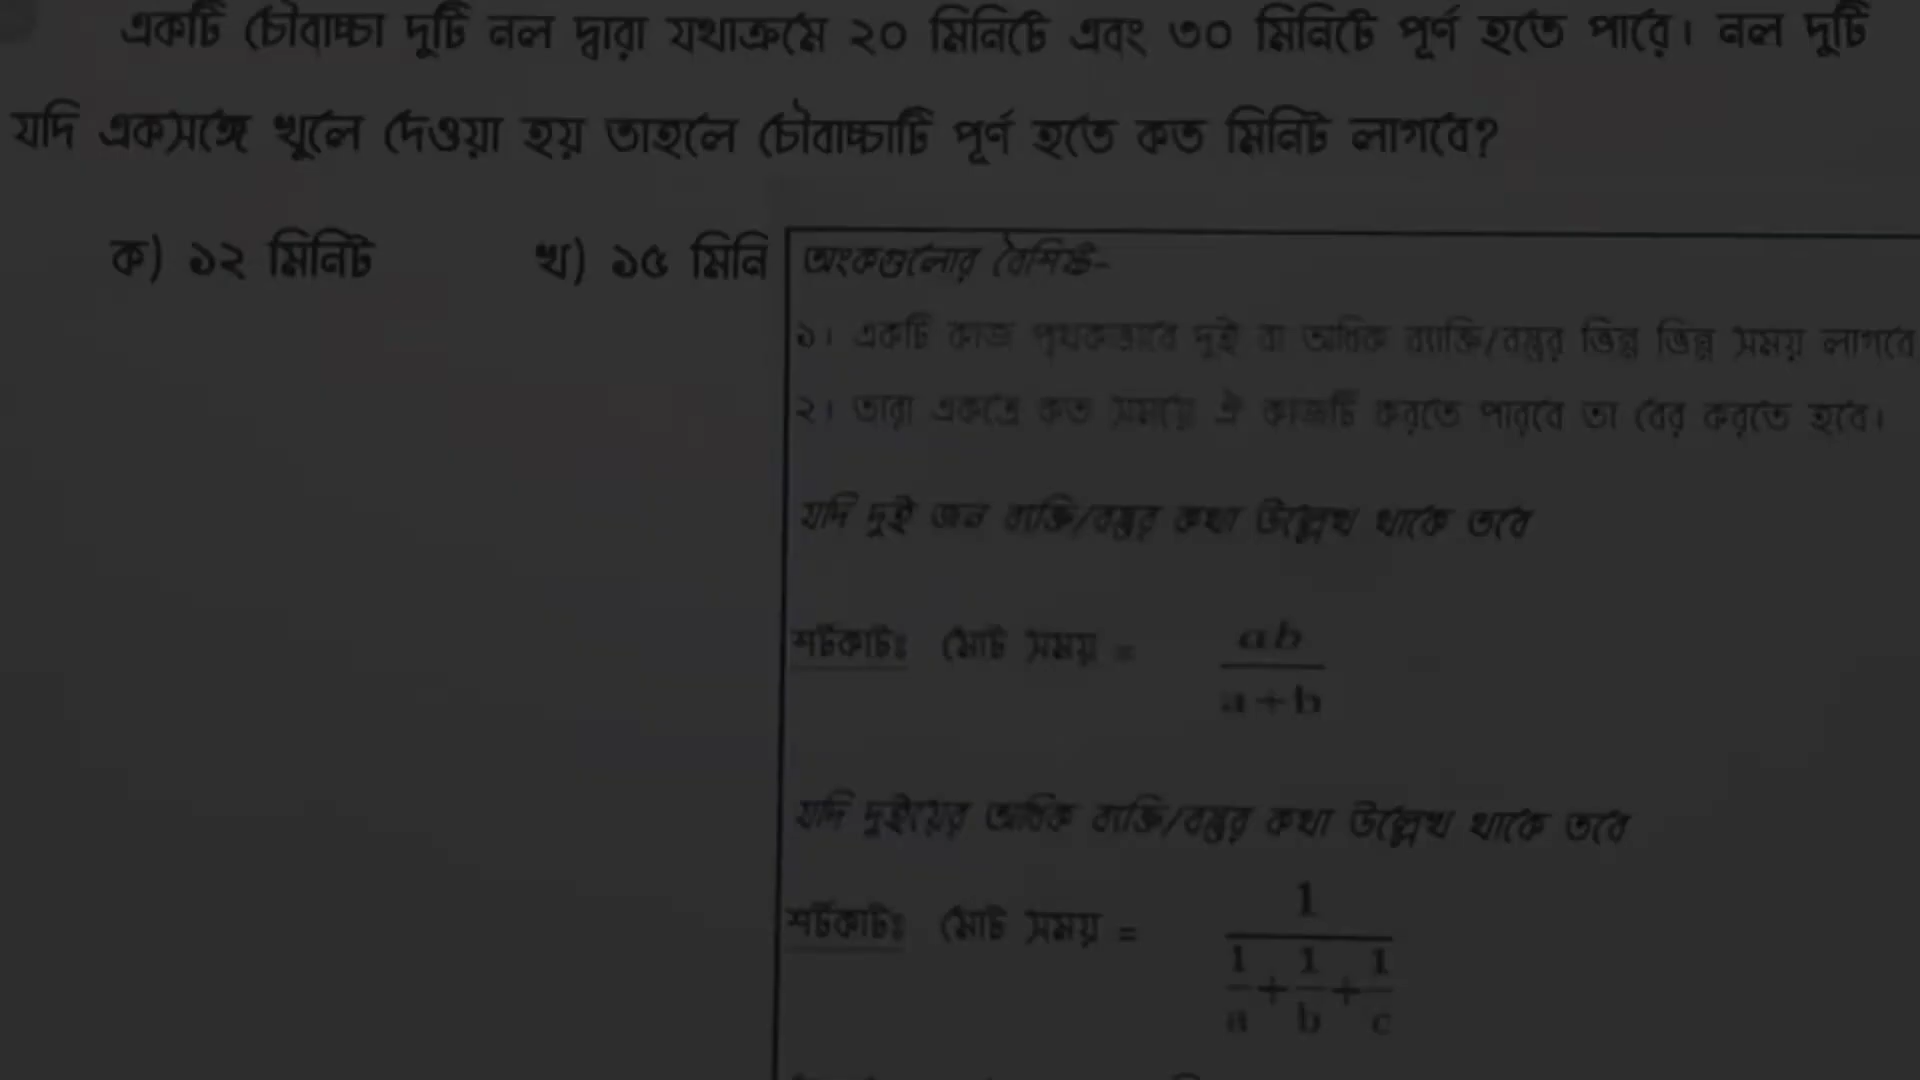 একটি চৌবাচ্চা দুটি নল দ্বারা যথাক্রমে ২০ মিনিটে এবং ৩০ মিনিটে পূর্ণ হতে পারে। নল দুটি
যদি একসঙ্গে খুলে দেওয়া হয় তাহলে চৌবাচ্চাটি পূর্ণ হতে কত মিনিট লাগবে?
ক) ১২ মিনিট খ) ১৫ মিনি
অংকগুলোর বৈশিষ্ট-
১। একটি কাজ পৃথকভাবে দুই বা অধিক ব্যাক্তি/বস্তুর ভিন্ন ভিন্ন সময় লাগবে
২। তারা একত্রে কত সময়ে ঐ কাজটি করতে পারবে তা বের করতে হবে।
যদি দুই জন ব্যক্তি/বস্তুর কথা উল্লেখ থাকে তবে
শর্টকাটঃ মোট সময় = ab
a+b
যদি দুইয়ের অধিক ব্যক্তি/বস্তুর কথা উল্লেখ থাকে তবে
শর্টকাটঃ মোট সময় = 1
1 1 1
+ +
a b c